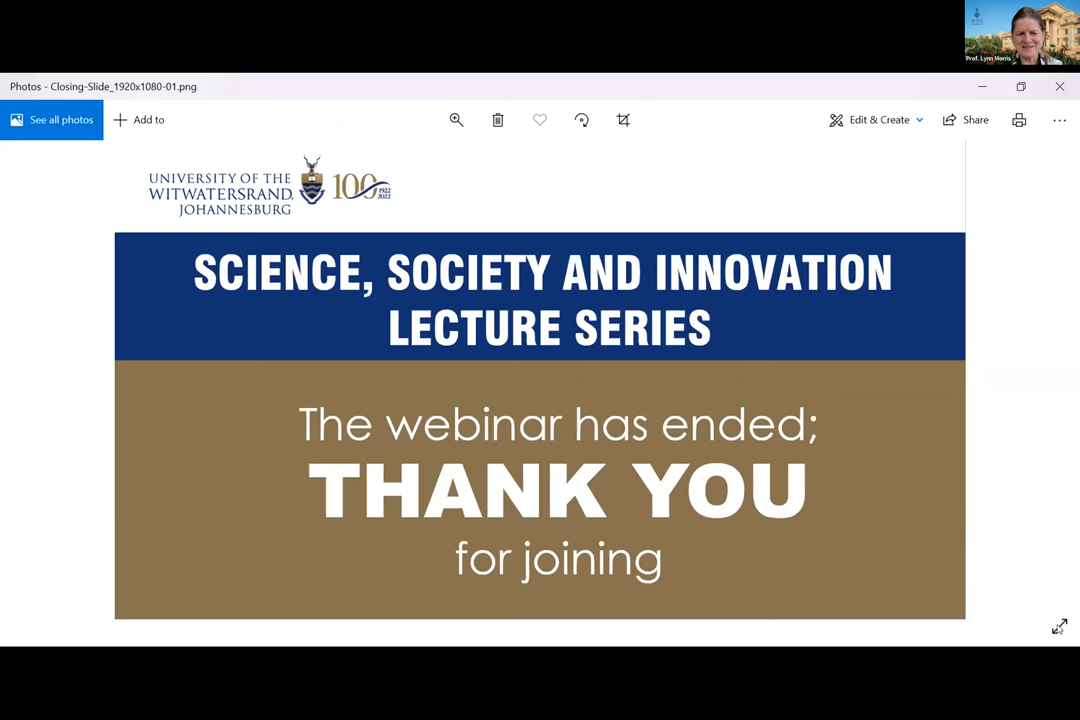 Prof. Lynn Morris
Photos - Closing-Slide_1920x1080-01.png
See all photos
Add to
Edit & Create
Share
UNIVERSITY OF THE
WITWATERSRAND,
JOHANNESBURG
100
1922
2022
SCIENCE, SOCIETY AND INNOVATION
LECTURE SERIES
The webinar has ended;
THANK YOU
for joining